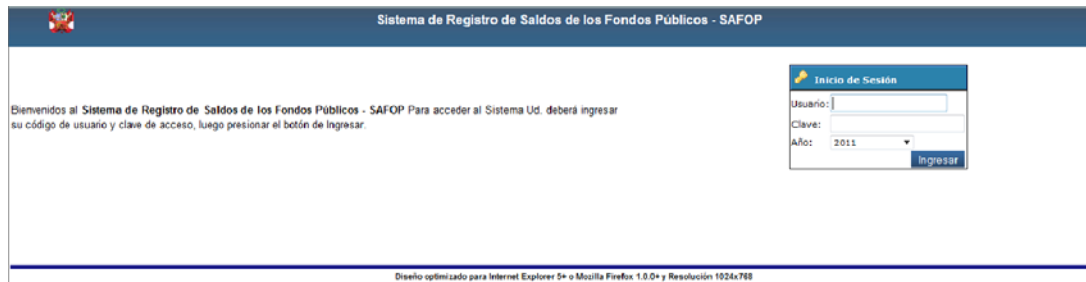 Sistema de Registro de Saldos de los Fondos Públicos - SAFOP
Bienvenidos al Sistema de Registro de Saldos de los Fondos Públicos - SAFOP Para acceder al Sistema Ud. deberá ingresar
su código de usuario y clave de acceso, luego presionar el botón de Ingresar.
Inicio de Sesión
Usuario:
Clave:
Año: 2011
Ingresar
Diseño optimizado para Internet Explorer 5+ o Mozilla Firefox 1.0.0+ y Resolución 1024x768